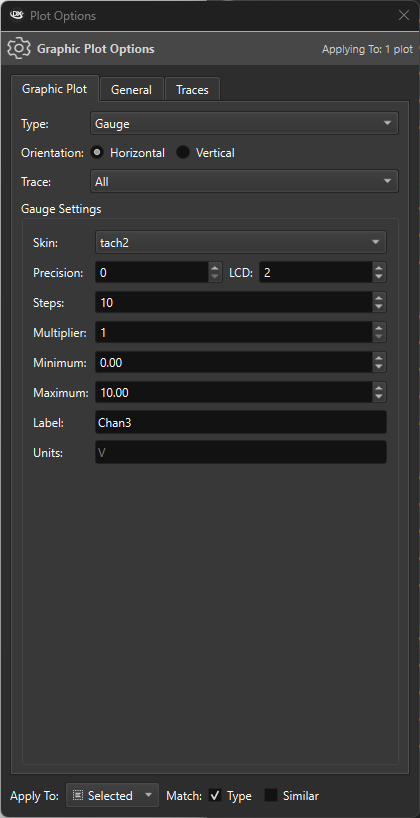 Plot Options
Graphic Plot Options Applying To: 1 plot
Graphic Plot General Traces
Type: Gauge
Orientation: Horizontal Vertical
Trace: All
Gauge Settings
Skin: tach2
Precision: 0 LCD: 2
Steps: 10
Multiplier: 1
Minimum: 0.00
Maximum: 10.00
Label: Chan3
Units: V
Apply To: Selected Match: Type Similar